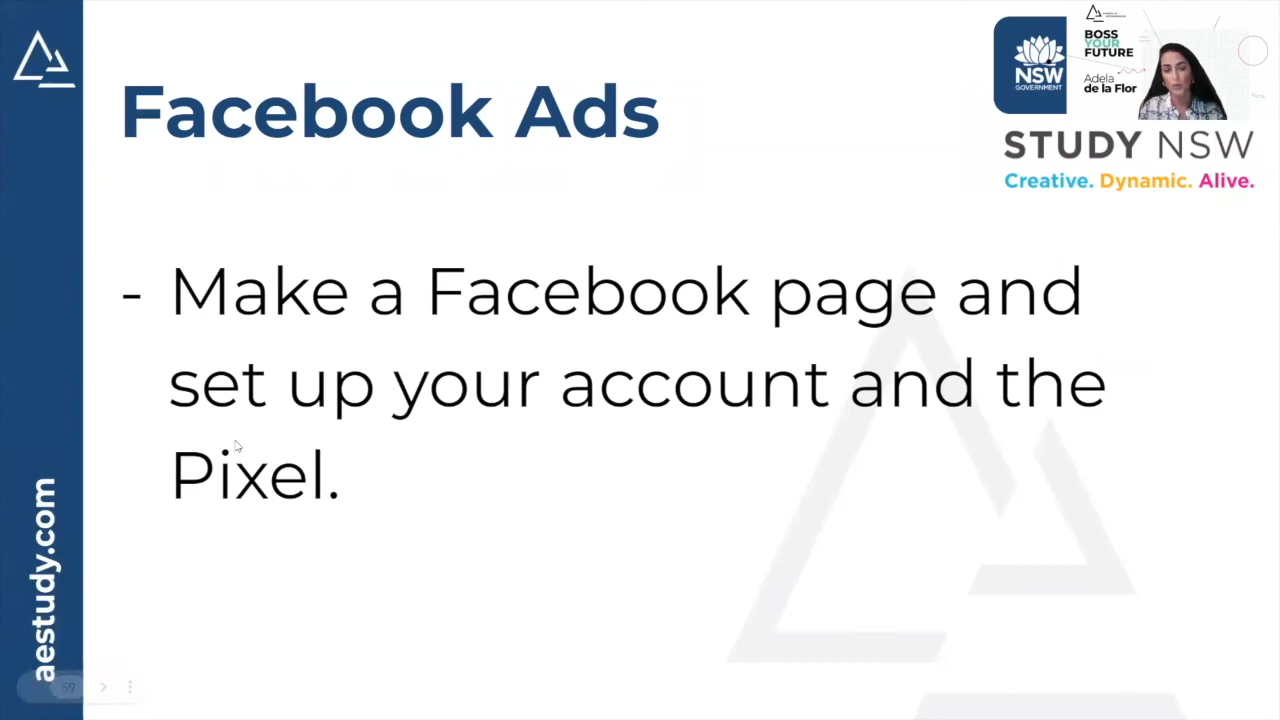 Facebook Ads
- Make a Facebook page and
set up your account and the
Pixel.
NSW
GOVERNMENT
BOSS
YOUR
FUTURE
Adela
de la Flor
STUDY NSW
Creative. Dynamic. Alive.
aestudy.com
59